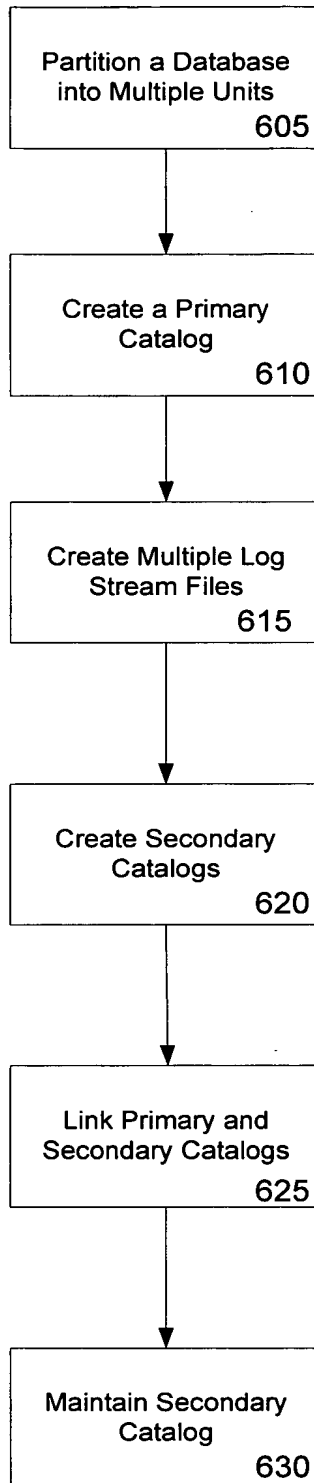 Partition a Database
into Multiple Units
605
Create a Primary
Catalog
610
Create Multiple Log
Stream Files
615
Create Secondary
Catalogs
620
Link Primary and
Secondary Catalogs
625
Maintain Secondary
Catalog
630